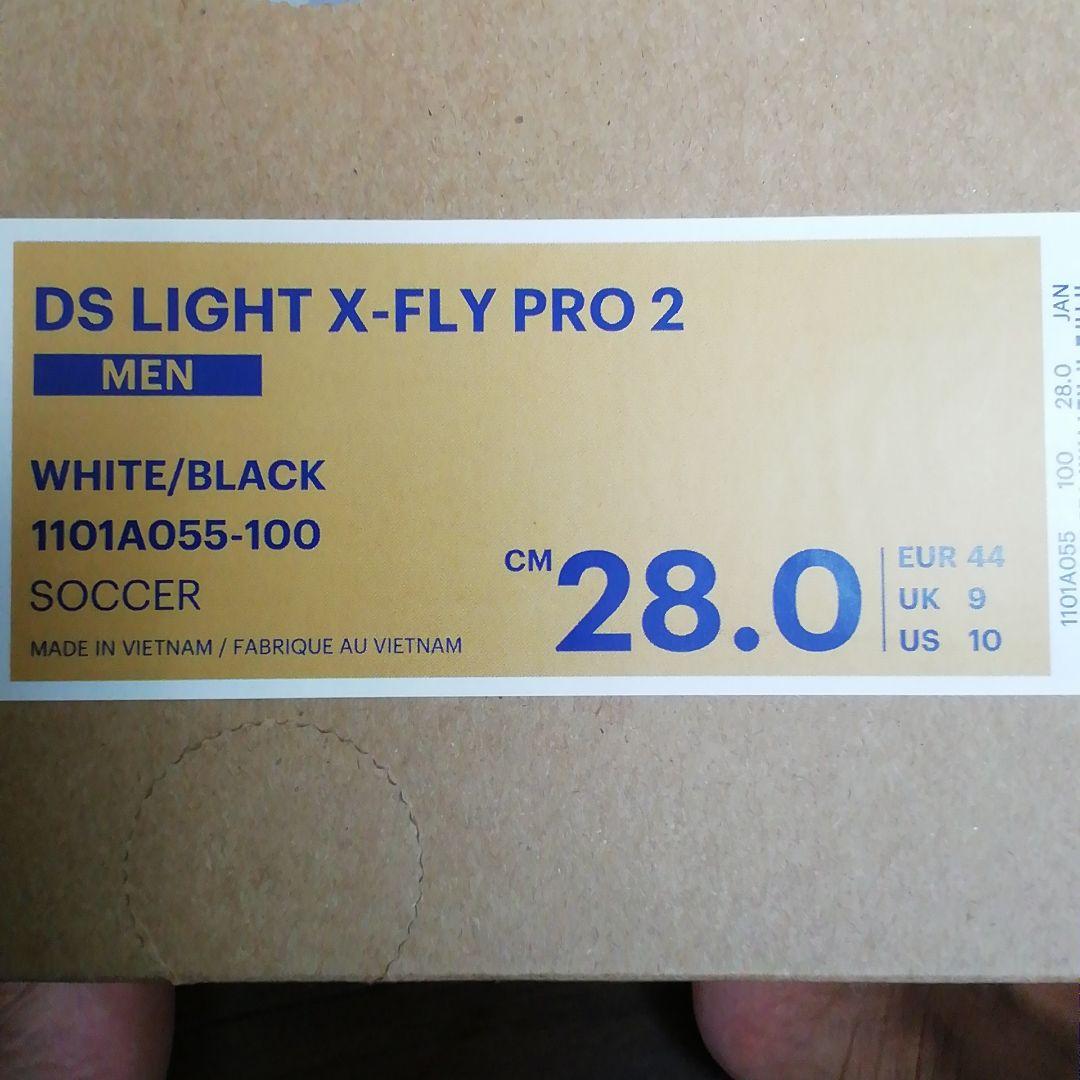 DS LIGHT X-FLY PRO 2
MEN
WHITE/BLACK
1101A055-100
SOCCER
MADE IN VIETNAM / FABRIQUE AU VIETNAM
CM 28.0
EUR 44
UK 9
US 10
1101A055 100 28.0 JAN